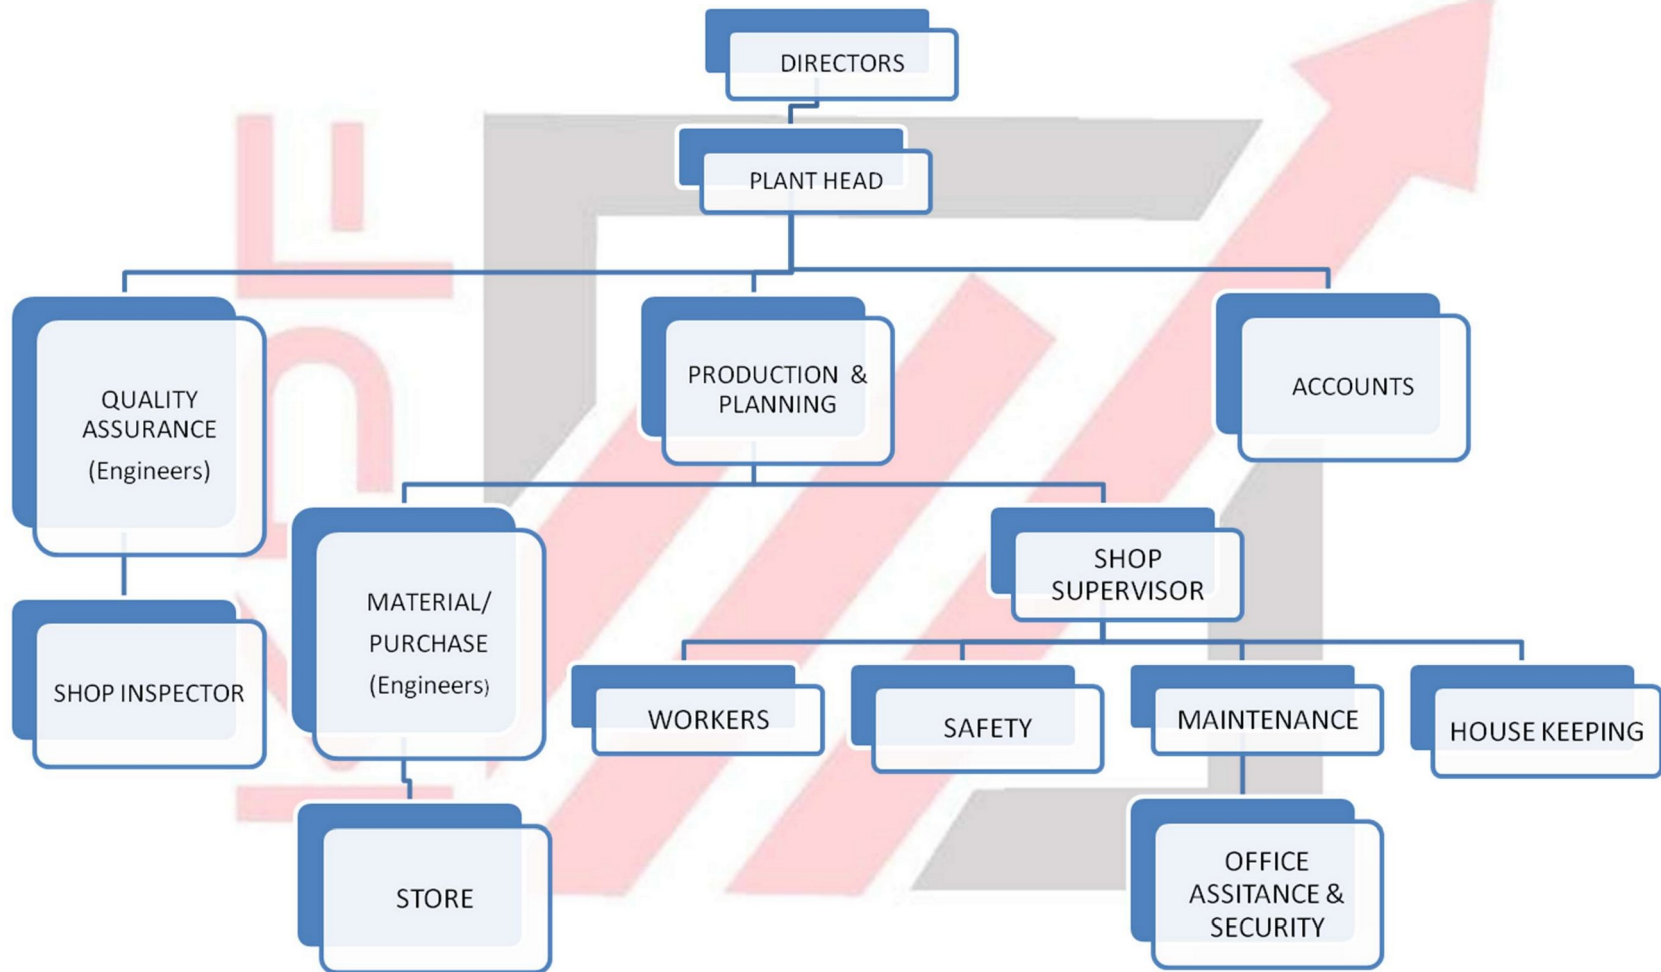 DIRECTORS
PLANT HEAD
QUALITY
ASSURANCE
(Engineers)
PRODUCTION &
PLANNING
ACCOUNTS
SHOP INSPECTOR
MATERIAL/
PURCHASE
(Engineers)
STORE
SHOP
SUPERVISOR
WORKERS
SAFETY
MAINTENANCE
HOUSE KEEPING
OFFICE
ASSITANCE &
SECURITY